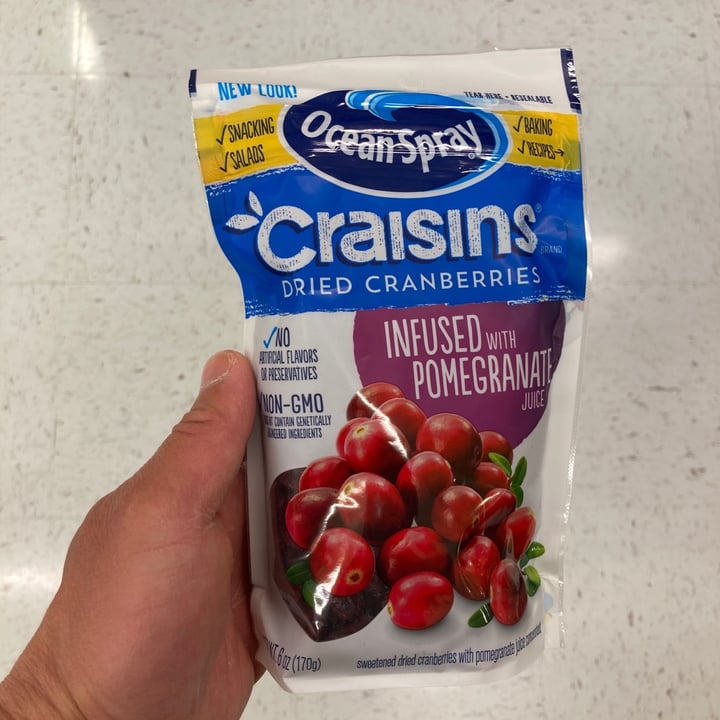 NEW LOOK!
TEAR HERE - RESEALABLE
✓SNACKING
✓SALADS
Ocean Spray®
✓BAKING
✓RECIPES→
Craisins®
BRAND
DRIED CRANBERRIES
✓NO
ARTIFICIAL FLAVORS
OR PRESERVATIVES
NON-GMO
CONTAIN GENETICALLY
INGREDIENTS
INFUSED WITH
POMEGRANATE
JUICE
WT 6 oz (170g)
sweetened dried cranberries with pomegranate juice